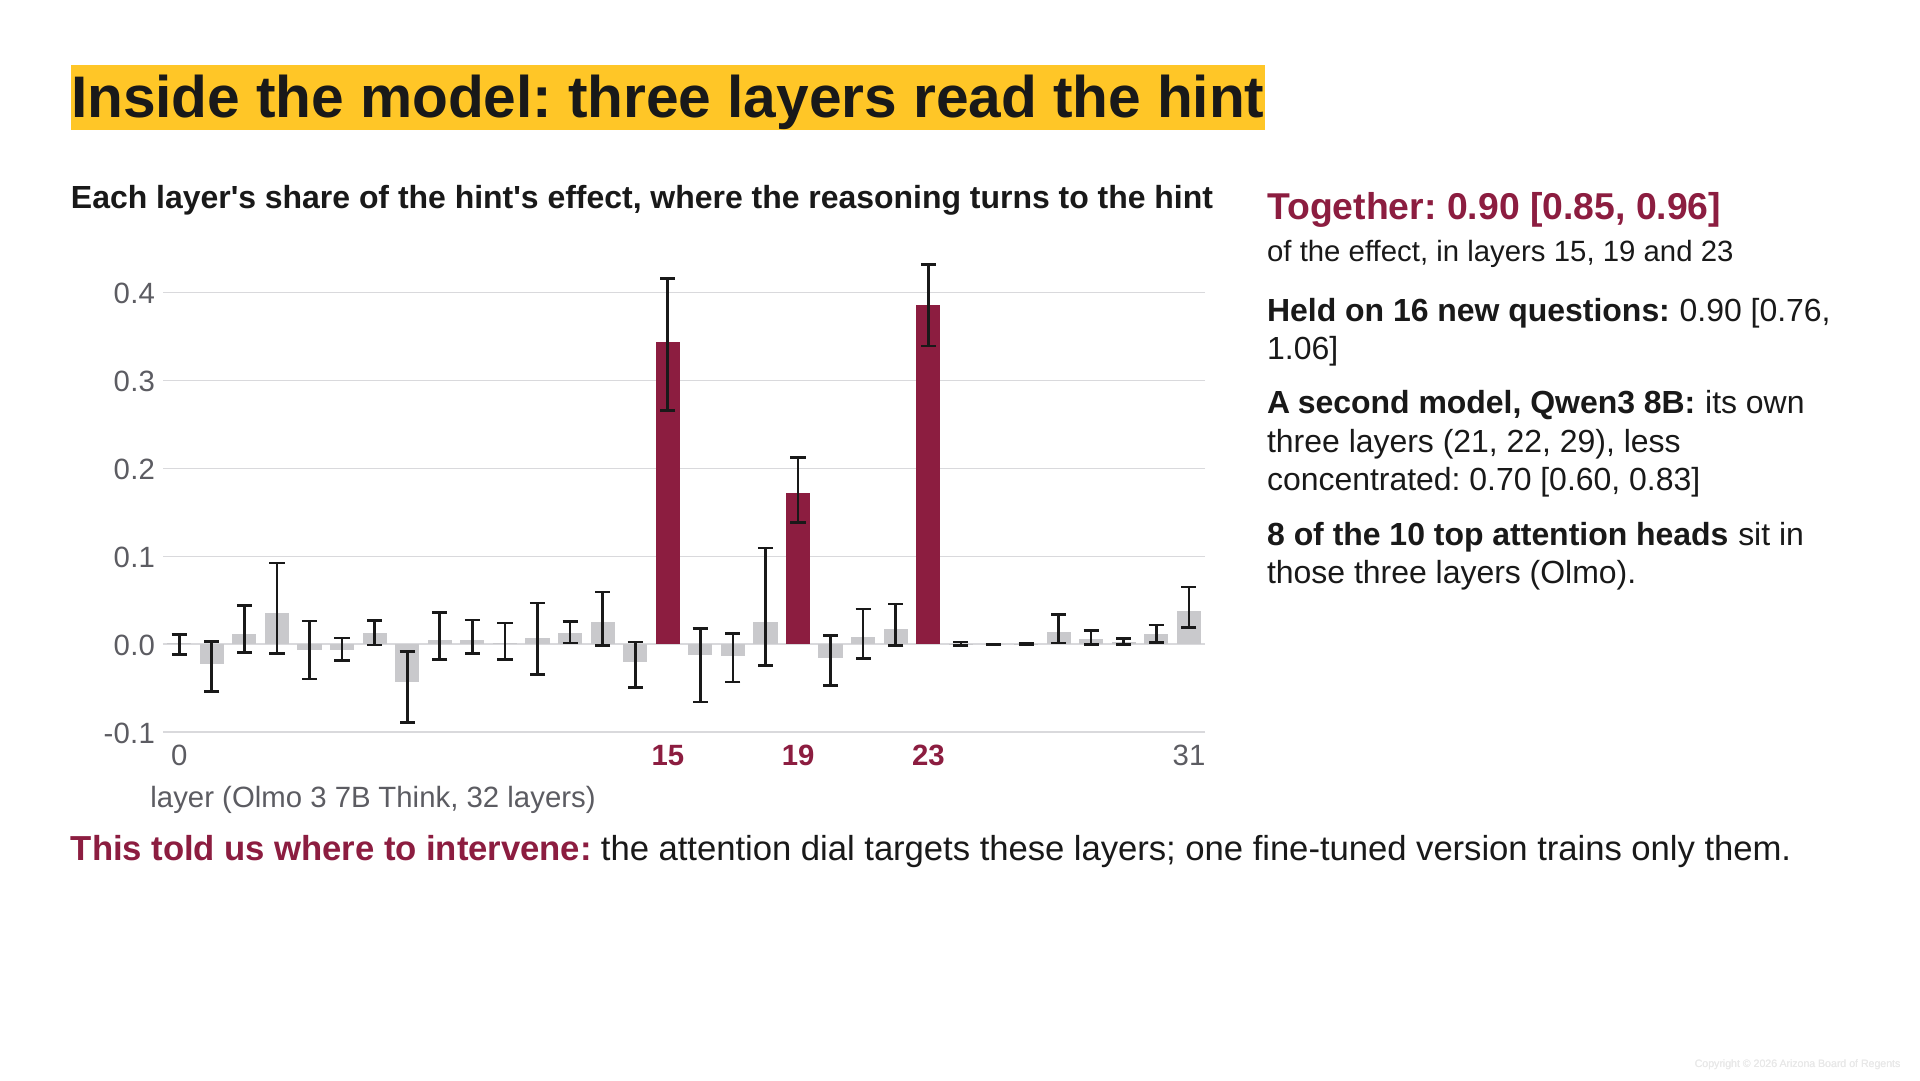 Inside the model: three layers read the hint
Each layer's share of the hint's effect, where the reasoning turns to the hint
0.4
0.3
0.2
0.1
0.0
-0.1
0 15 19 23 31
layer (Olmo 3 7B Think, 32 layers)
Together: 0.90 [0.85, 0.96]
of the effect, in layers 15, 19 and 23
Held on 16 new questions: 0.90 [0.76,
1.06]
A second model, Qwen3 8B: its own
three layers (21, 22, 29), less
concentrated: 0.70 [0.60, 0.83]
8 of the 10 top attention heads sit in
those three layers (Olmo).
This told us where to intervene: the attention dial targets these layers; one fine-tuned version trains only them.
Copyright © 2026 Arizona Board of Regents